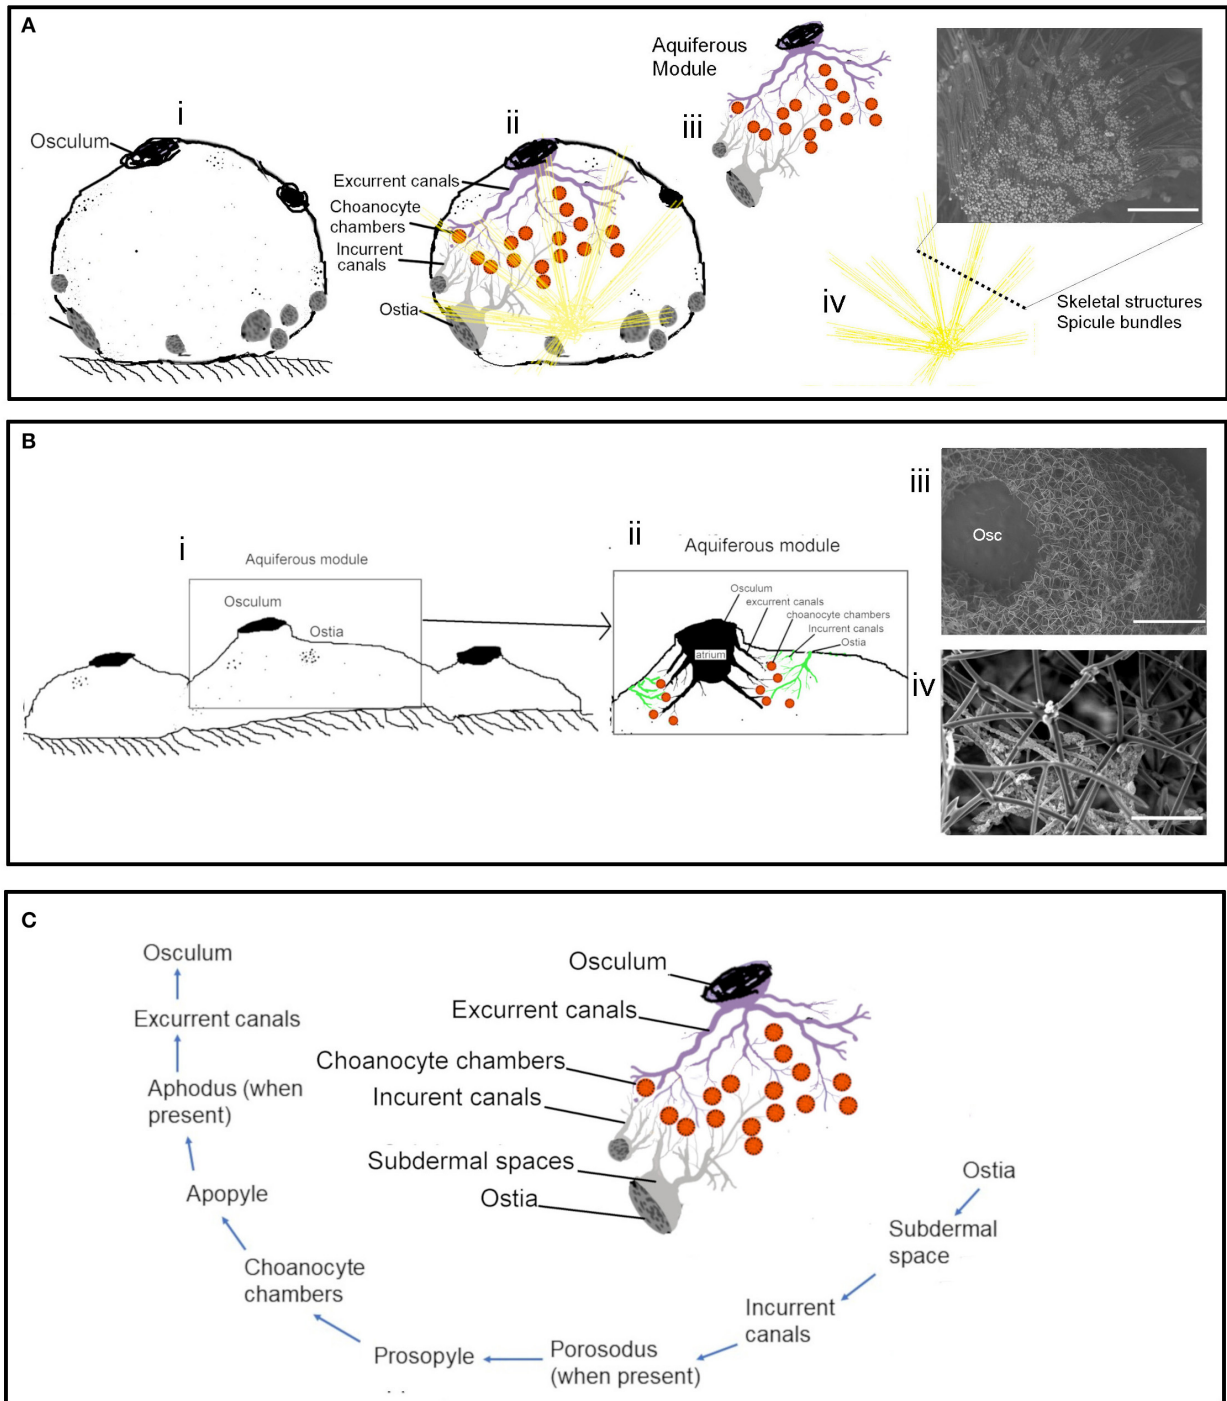 A
i
Osculum
ii
Excurrent canals
Choanocyte
chambers
Incurrent
canals
Ostia
Aquiferous
Module
iii
iv
Skeletal structures
Spicule bundles
B
i
Aquiferous module
Osculum
Ostia
ii
Aquiferous module
Osculum
excurrent canals
choanocyte chambers
Incurrent canals
Ostia
atrium
iii
Osc
iv
C
Osculum
Excurrent canals
Aphodus (when
present)
Apopyle
Choanocyte
chambers
Prosopyle
Porosodus
(when present)
Incurrent
canals
Subdermal
space
Ostia
Osculum
Excurrent canals
Choanocyte chambers
Incurent canals
Subdermal spaces
Ostia